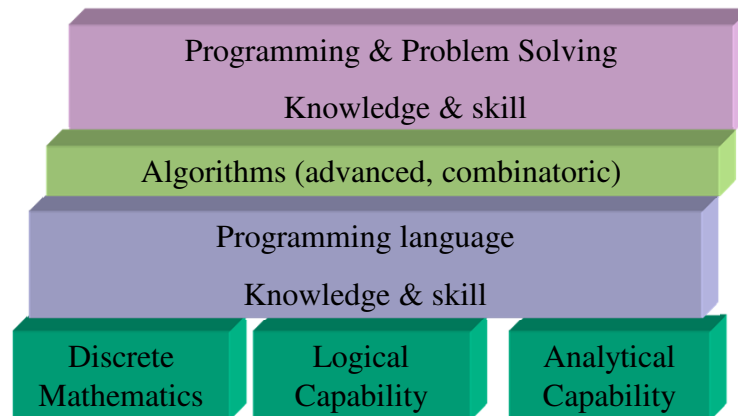 Programming & Problem Solving
Knowledge & skill
Algorithms (advanced, combinatoric)
Programming language
Knowledge & skill
Discrete
Mathematics
Logical
Capability
Analytical
Capability